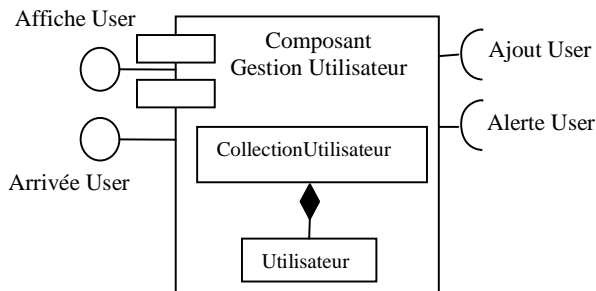 Affiche User
Composant
Gestion Utilisateur
Ajout User
Alerte User
CollectionUtilisateur
Arrivée User
Utilisateur